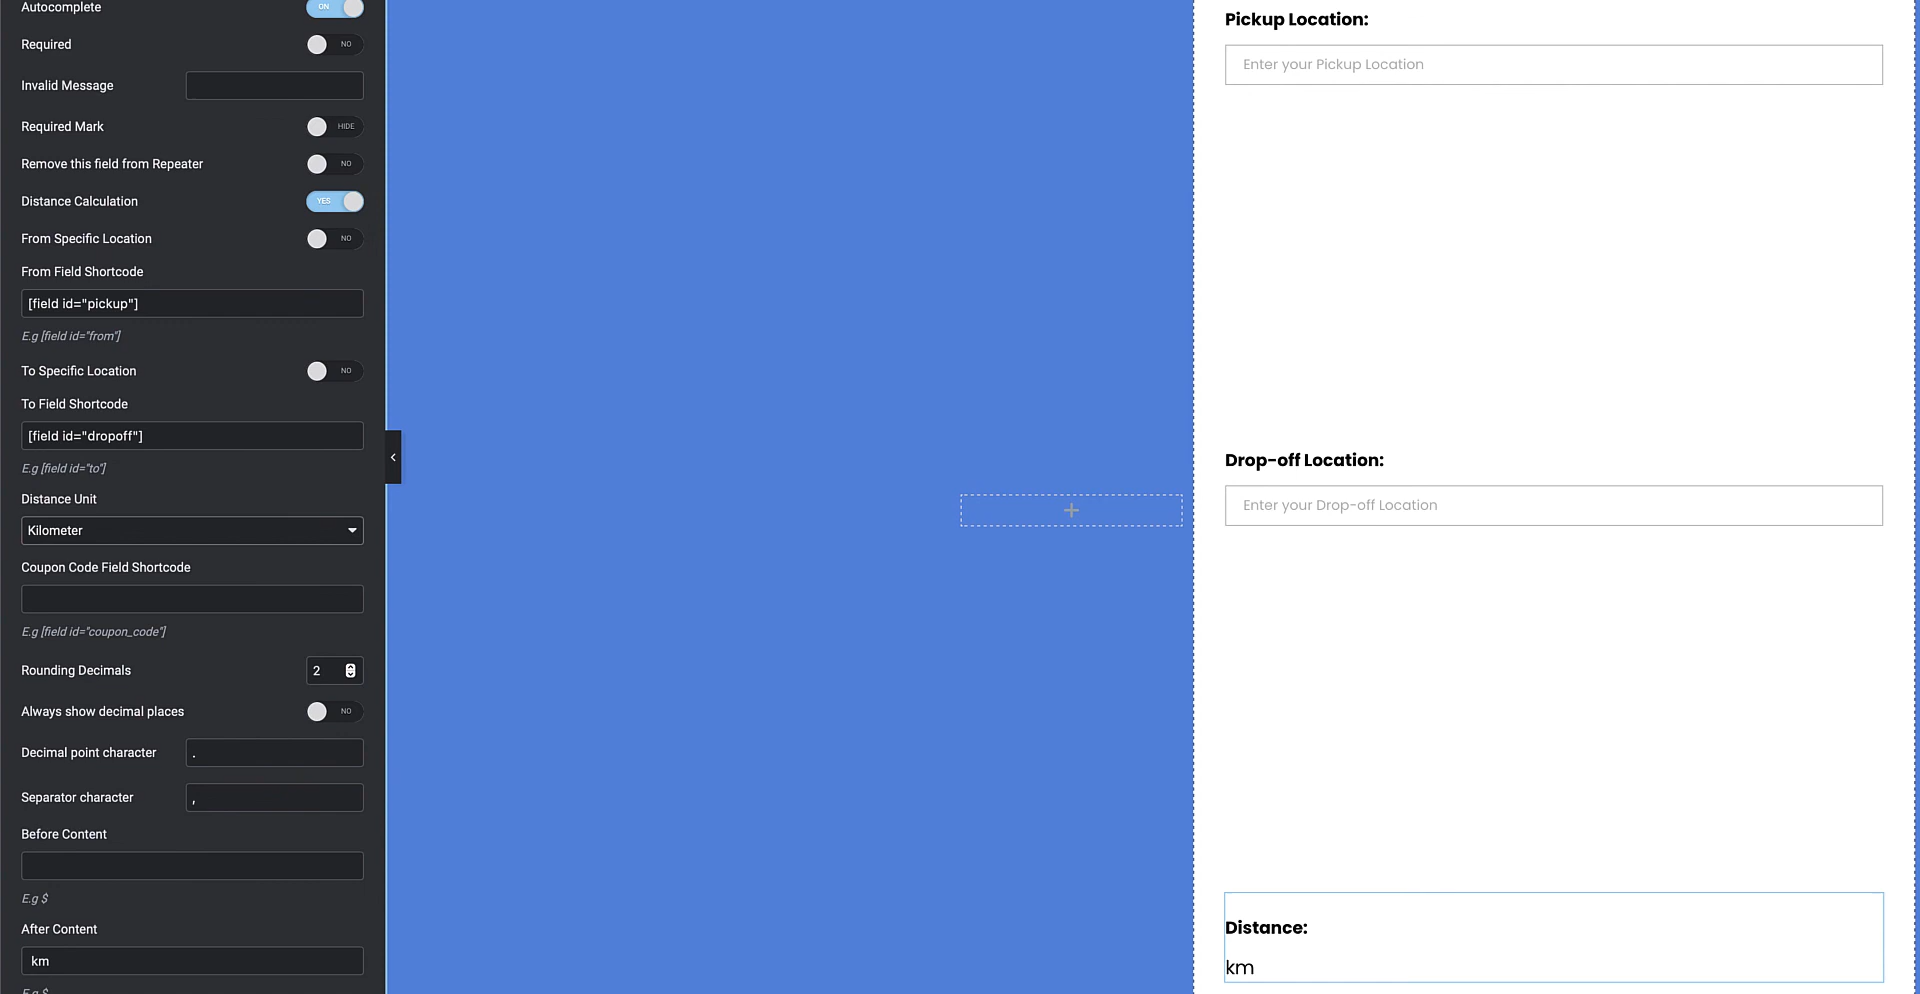 Autocomplete ON
Required NO
Invalid Message
Required Mark HIDE
Remove this field from Repeater NO
Distance Calculation YES
From Specific Location NO
From Field Shortcode
[field id="pickup"]
E.g [field id="from"]
To Specific Location NO
To Field Shortcode
[field id="dropoff"]
E.g [field id="to"]
Distance Unit
Kilometer
Coupon Code Field Shortcode
E.g [field id="coupon_code"]
Rounding Decimals 2
Always show decimal places NO
Decimal point character .
Separator character ,
Before Content
E.g $
After Content
km
E.g $
Pickup Location:
Enter your Pickup Location
Drop-off Location:
Enter your Drop-off Location
Distance:
km